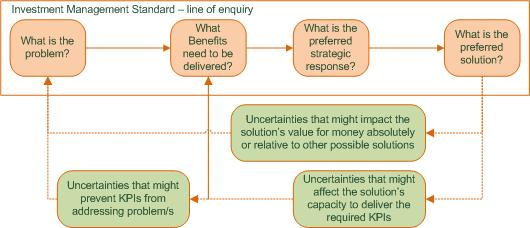 Investment Management Standard – line of enquiry
What is the
problem?
What
Benefits
need to be
delivered?
What is the
preferred
strategic
response?
What is the
preferred
solution?
Uncertainties that might impact the
solution's value for money absolutely
or relative to other possible solutions
Uncertainties that might
prevent KPIs from
addressing problem/s
Uncertainties that might
affect the solution's
capacity to deliver the
required KPIs